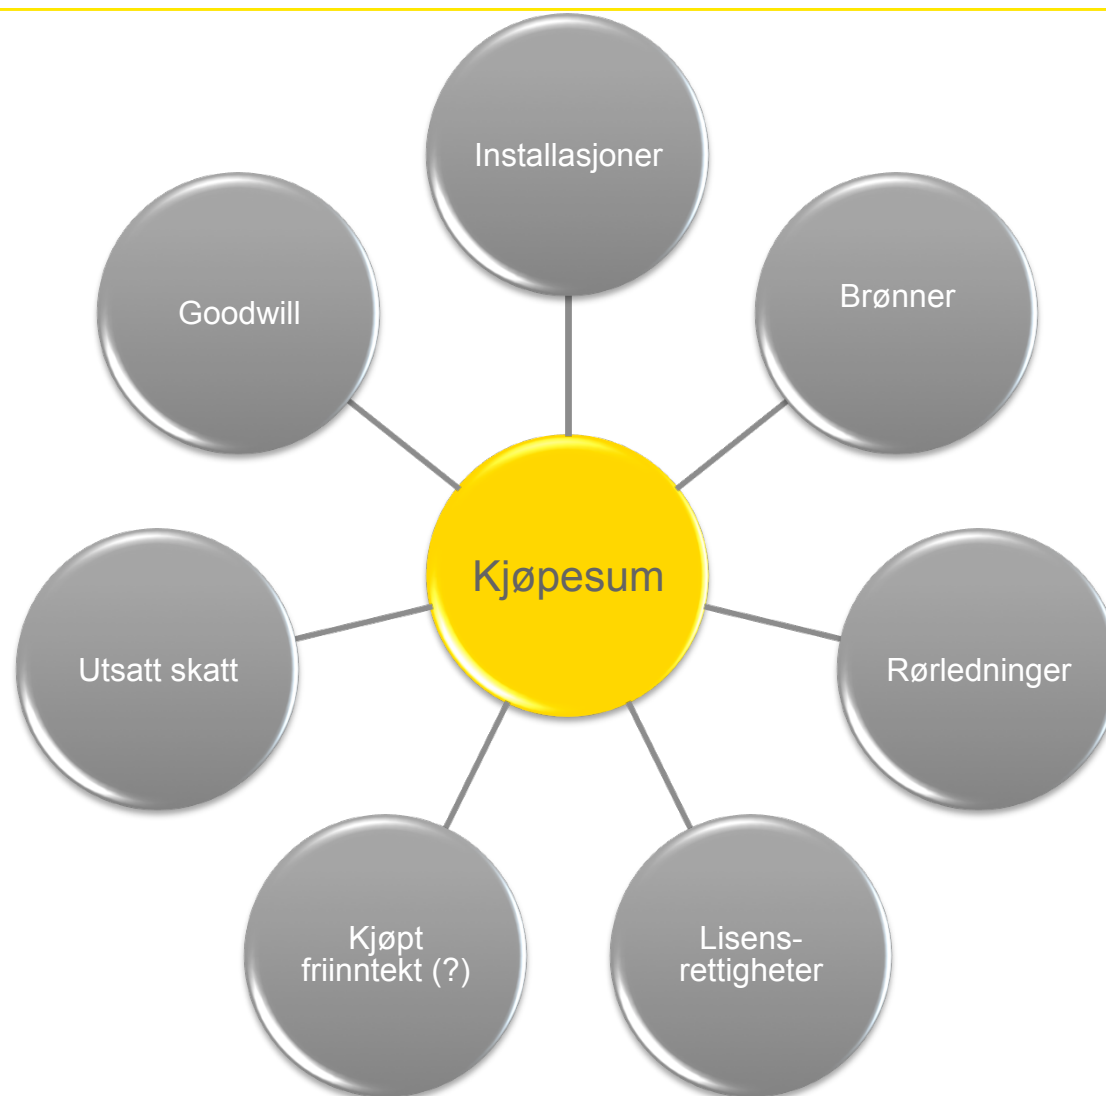 Installasjoner
Brønner
Goodwill
Kjøpesum
Utsatt skatt
Rørledninger
Kjøpt
friinntekt (?)
Lisens-
rettigheter